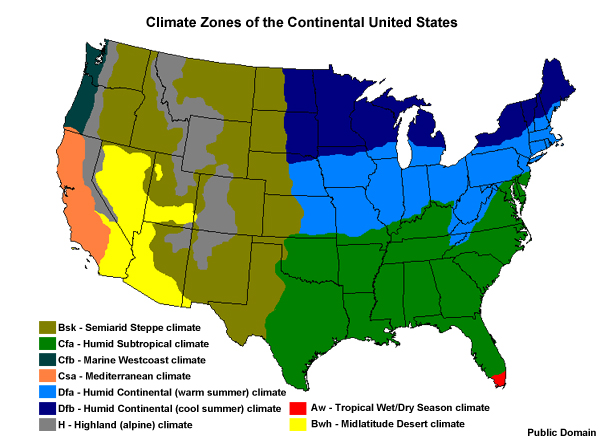 Climate Zones of the Continental United States
Bsk - Semiarid Steppe climate
Cfa - Humid Subtropical climate
Cfb - Marine Westcoast climate
Csa - Mediterranean climate
Dfa - Humid Continental (warm summer) climate
Dfb - Humid Continental (cool summer) climate
H - Highland (alpine) climate
Aw - Tropical Wet/Dry Season climate
Bwh - Midlatitude Desert climate
Public Domain